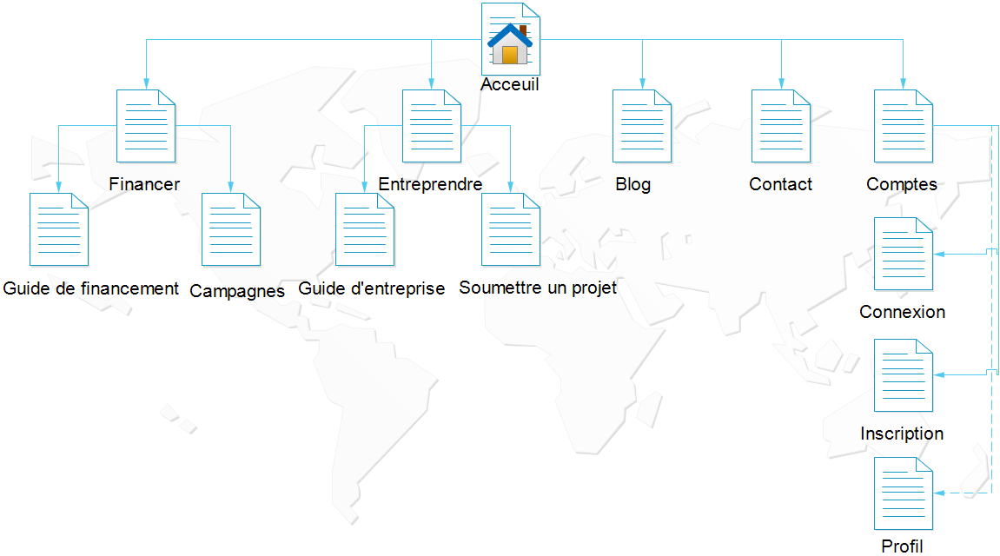 Acceuil
Financer
Entreprendre
Blog
Contact
Comptes
Guide de financement
Campagnes
Guide d'entreprise
Soumettre un projet
Connexion
Inscription
Profil